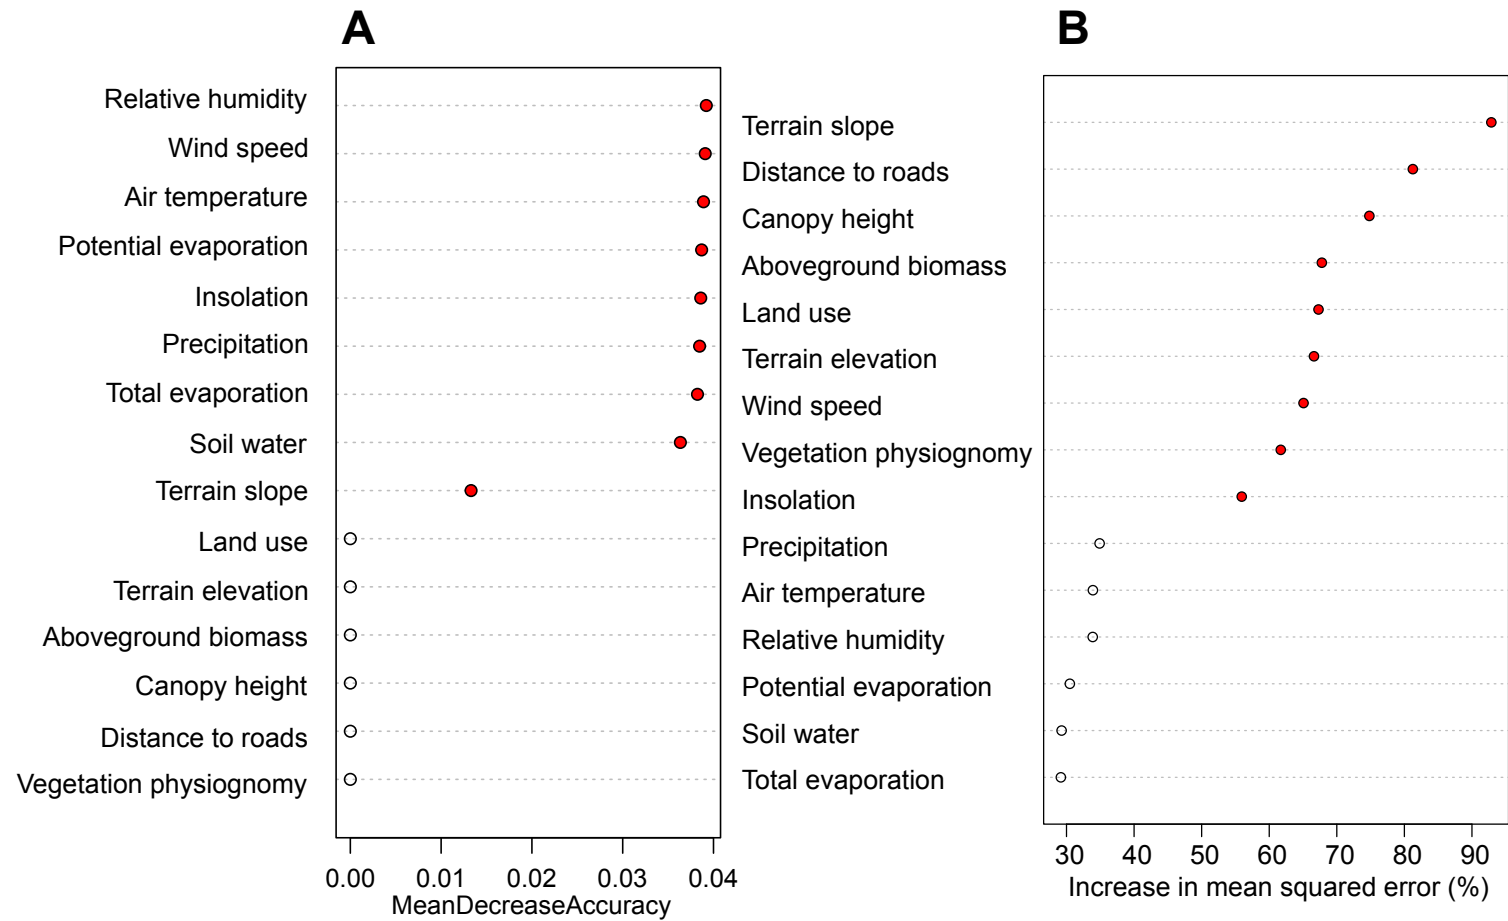 A
Relative humidity
Wind speed
Air temperature
Potential evaporation
Insolation
Precipitation
Total evaporation
Soil water
Terrain slope
Land use
Terrain elevation
Aboveground biomass
Canopy height
Distance to roads
Vegetation physiognomy
0.00 0.01 0.02 0.03 0.04
MeanDecreaseAccuracy
B
Terrain slope
Distance to roads
Canopy height
Aboveground biomass
Land use
Terrain elevation
Wind speed
Vegetation physiognomy
Insolation
Precipitation
Air temperature
Relative humidity
Potential evaporation
Soil water
Total evaporation
30 40 50 60 70 80 90
Increase in mean squared error (%)